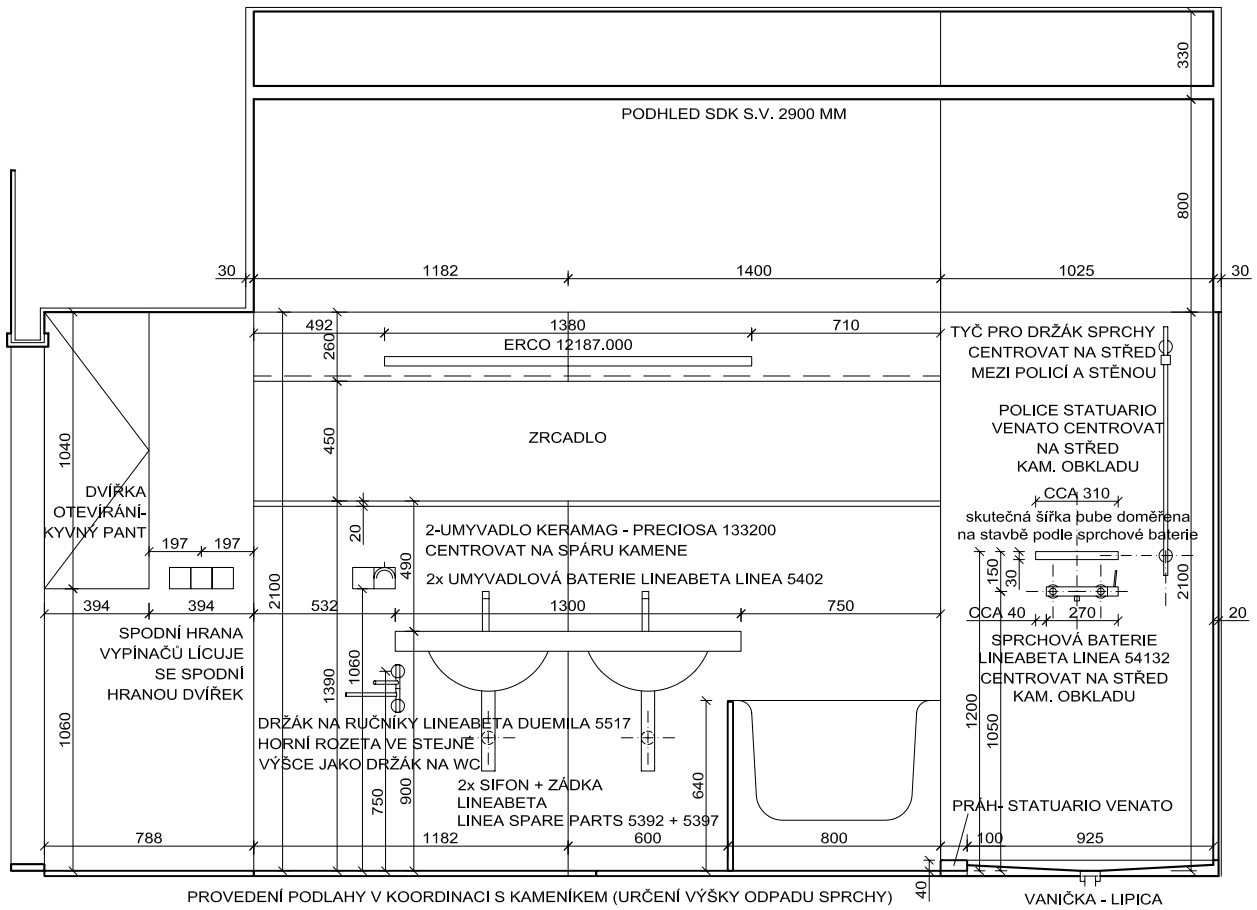 330
PODHLED SDK S.V. 2900 MM
800
30
1182
1400
1025
30
492
1380
710
260
ERCO 12187.000
TYČ PRO DRŽÁK SPRCHY
CENTROVAT NA STŘED
MEZI POLICÍ A STĚNOU
1040
450
ZRCADLO
POLICE STATUARIO
VENATO CENTROVAT
NA STŘED
KAM. OBKLADU
DVÍŘKA
OTEVÍRÁNÍ-
KYVNÝ PANT
CCA 310
skutečná šířka bube doměřena
na stavbě podle sprchové baterie
20
490
2-UMYVADLO KERAMAG - PRECIOSA 133200
CENTROVAT NA SPÁRU KAMENE
2x UMYVADLOVÁ BATERIE LINEABETA LINEA 5402
197
197
150
30
2100
2100
394
394
532
1300
750
CCA 40
270
20
SPODNÍ HRANA
VYPÍNAČŮ LÍCUJE
SE SPODNÍ
HRANOU DVÍŘEK
SPRCHOVÁ BATERIE
LINEABETA LINEA 54132
CENTROVAT NA STŘED
KAM. OBKLADU
1060
1390
1060
1200
1050
DRŽÁK NA RUČNÍKY LINEABETA DUEMILA 5517
HORNÍ ROZETA VE STEJNÉ
VÝŠCE JAKO DRŽÁK NA WC
750
900
640
2x SIFON + ZÁDKA
LINEABETA
LINEA SPARE PARTS 5392 + 5397
PRÁH- STATUARIO VENATO
788
1182
600
800
100
925
40
PROVEDENÍ PODLAHY V KOORDINACI S KAMENÍKEM (URČENÍ VÝŠKY ODPADU SPRCHY)
VANIČKA - LIPICA